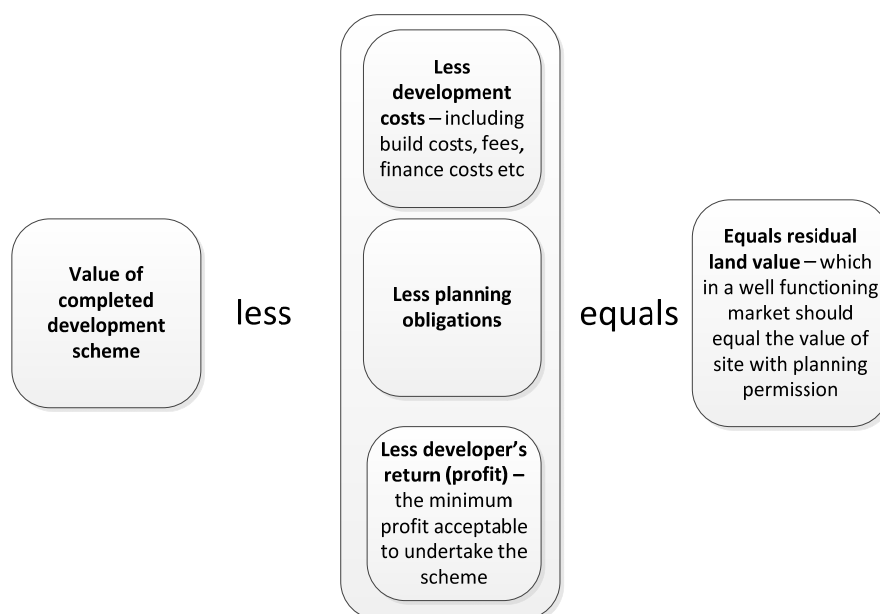 Value of
completed
development
scheme
less
Less
development
costs – including
build costs, fees,
finance costs etc
Less planning
obligations
Less developer's
return (profit) –
the minimum
profit acceptable
to undertake the
scheme
equals
Equals residual
land value – which
in a well functioning
market should
equal the value of
site with planning
permission